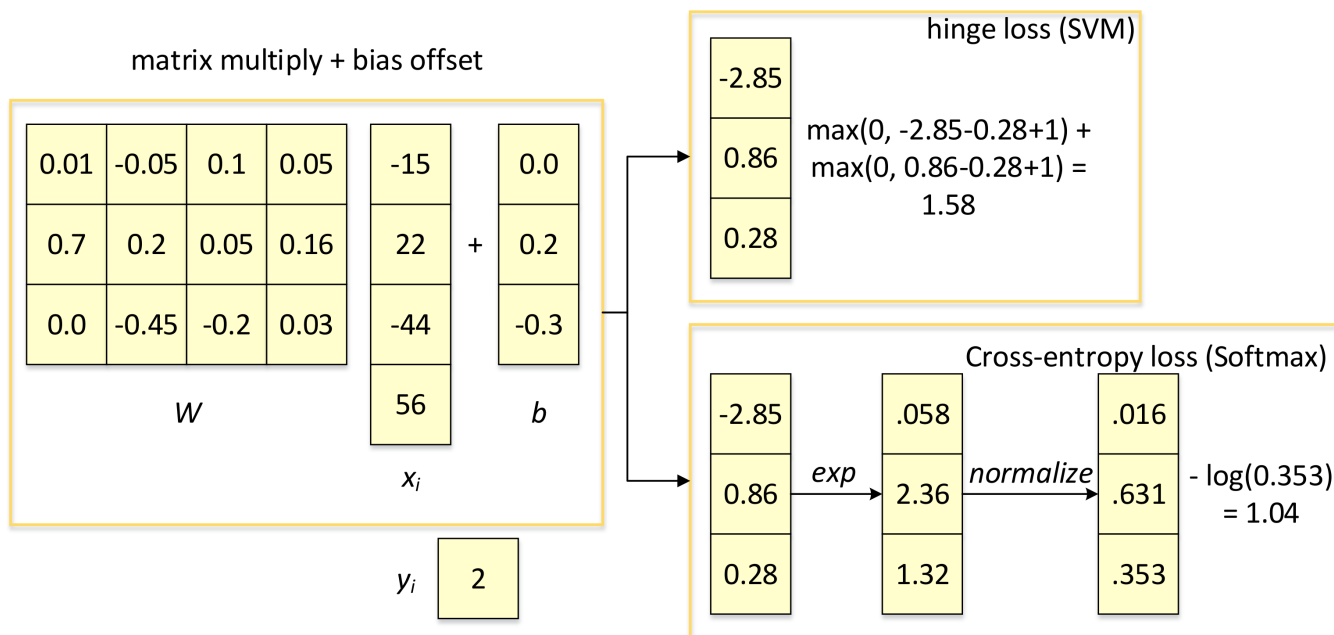 matrix multiply + bias offset
0.01 -0.05 0.1 0.05
0.7 0.2 0.05 0.16
0.0 -0.45 -0.2 0.03
W
-15
22
-44
56
xi
+
0.0
0.2
-0.3
b
yi 2
hinge loss (SVM)
-2.85
0.86
0.28
max(0, -2.85-0.28+1) +
max(0, 0.86-0.28+1) =
1.58
Cross-entropy loss (Softmax)
-2.85
0.86
0.28
exp
.058
2.36
1.32
normalize
.016
.631
.353
- log(0.353)
= 1.04